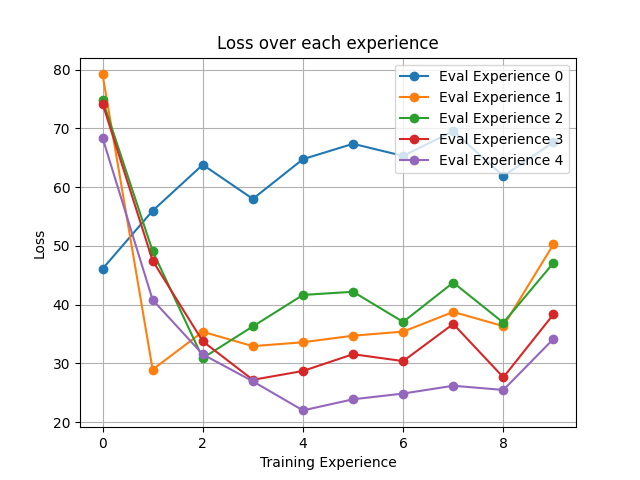 Loss over each experience
Eval Experience 0
Eval Experience 1
Eval Experience 2
Eval Experience 3
Eval Experience 4
Loss
80
70
60
50
40
30
20
0
2
4
6
8
Training Experience